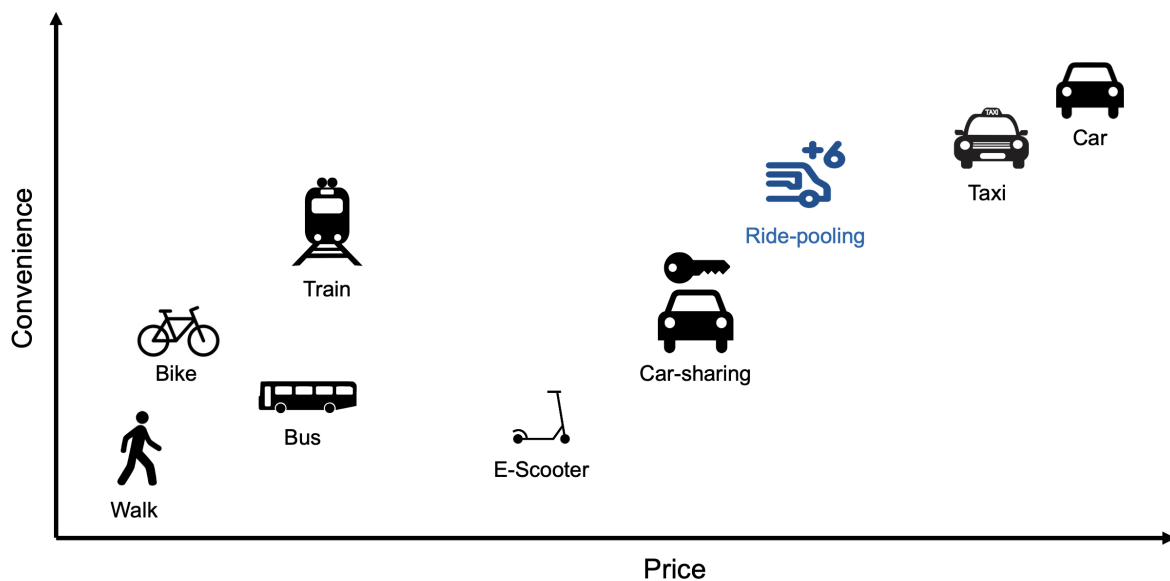 TAXI
Car
+6
Taxi
Ride-pooling
Train
Convenience
Bike
Car-sharing
Bus
E-Scooter
Walk
Price